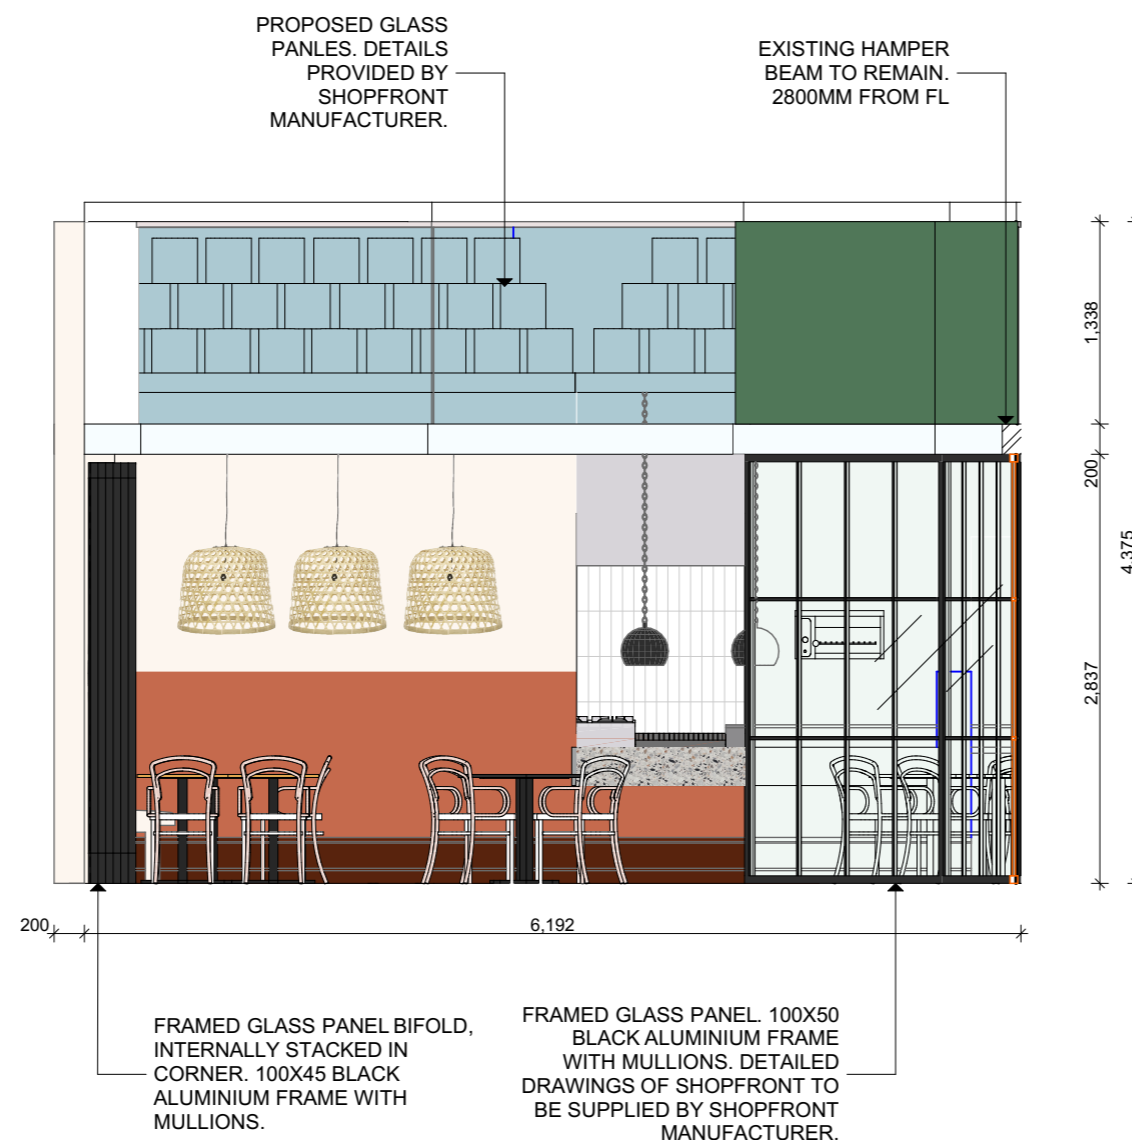 PROPOSED GLASS
PANLES. DETAILS
PROVIDED BY
SHOPFRONT
MANUFACTURER.
EXISTING HAMPER
BEAM TO REMAIN.
2800MM FROM FL
1,338
200
4,375
2,837
200
6,192
FRAMED GLASS PANEL BIFOLD,
INTERNALLY STACKED IN
CORNER. 100X45 BLACK
ALUMINIUM FRAME WITH
MULLIONS.
FRAMED GLASS PANEL. 100X50
BLACK ALUMINIUM FRAME
WITH MULLIONS. DETAILED
DRAWINGS OF SHOPFRONT TO
BE SUPPLIED BY SHOPFRONT
MANUFACTURER.